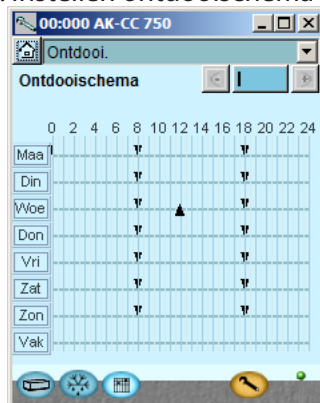 Instellen ontdooischema
00:000 AK-CC 750
Ontdooi.
Ontdooischema
0 2 4 6 8 10 12 14 16 18 20 22 24
Maa
Din
Woe
Don
Vri
Zat
Zon
Vak